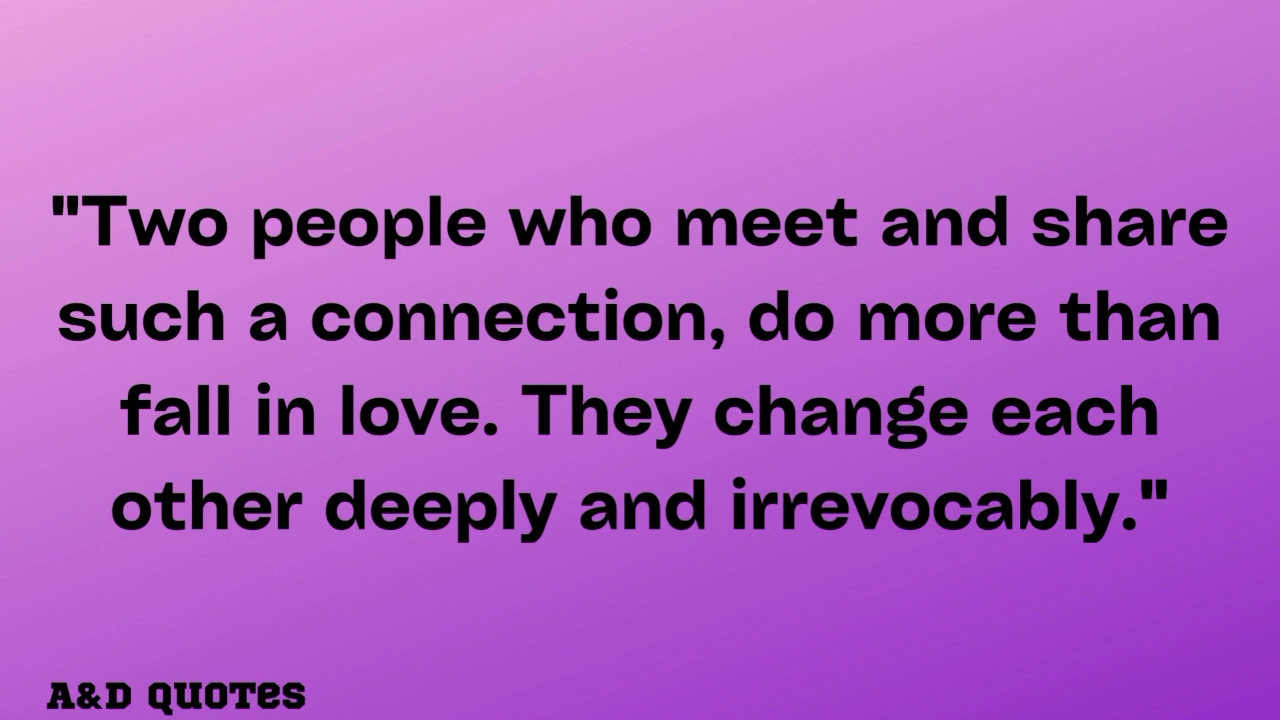 "Two people who meet and share
such a connection, do more than
fall in love. They change each
other deeply and irrevocably."
A&D QUOTes